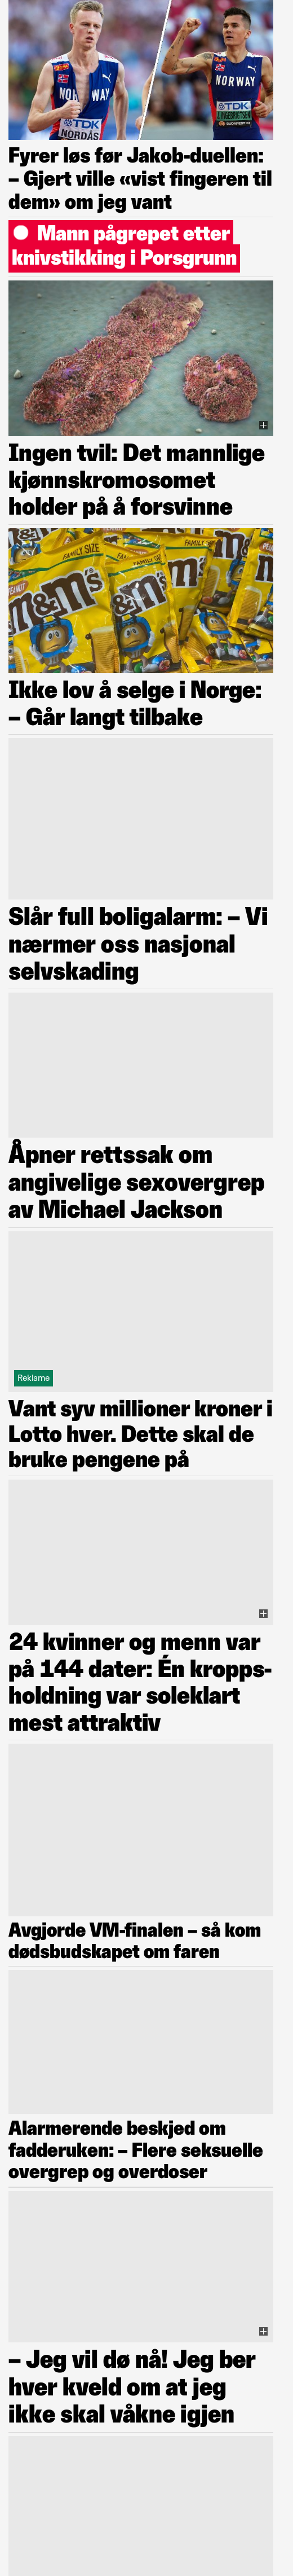 NORWAY
NORWAY
TDK
NORDÅS
TDK
Fyrer løs før Jakob-duellen:
– Gjert ville «vist fingeren til
dem» om jeg vant
Mann pågrepet etter
knivstikking i Porsgrunn
Ingen tvil: Det mannlige
kjønnskromosomet
holder på å forsvinne
FAMILY SIZE
FAMILY SIZE
PEANUT
m&m's
m&m's
m&m's
Ikke lov å selge i Norge:
– Går langt tilbake
Slår full boligalarm: – Vi
nærmer oss nasjonal
selvskading
Åpner rettssak om
angivelige sexovergrep
av Michael Jackson
Reklame
Vant syv millioner kroner i
Lotto hver. Dette skal de
bruke pengene på
24 kvinner og menn var
på 144 dater: Én kropps-
holdning var soleklart
mest attraktiv
Avgjorde VM-finalen – så kom
dødsbudskapet om faren
Alarmerende beskjed om
fadderuken: – Flere seksuelle
overgrep og overdoser
– Jeg vil dø nå! Jeg ber
hver kveld om at jeg
ikke skal våkne igjen